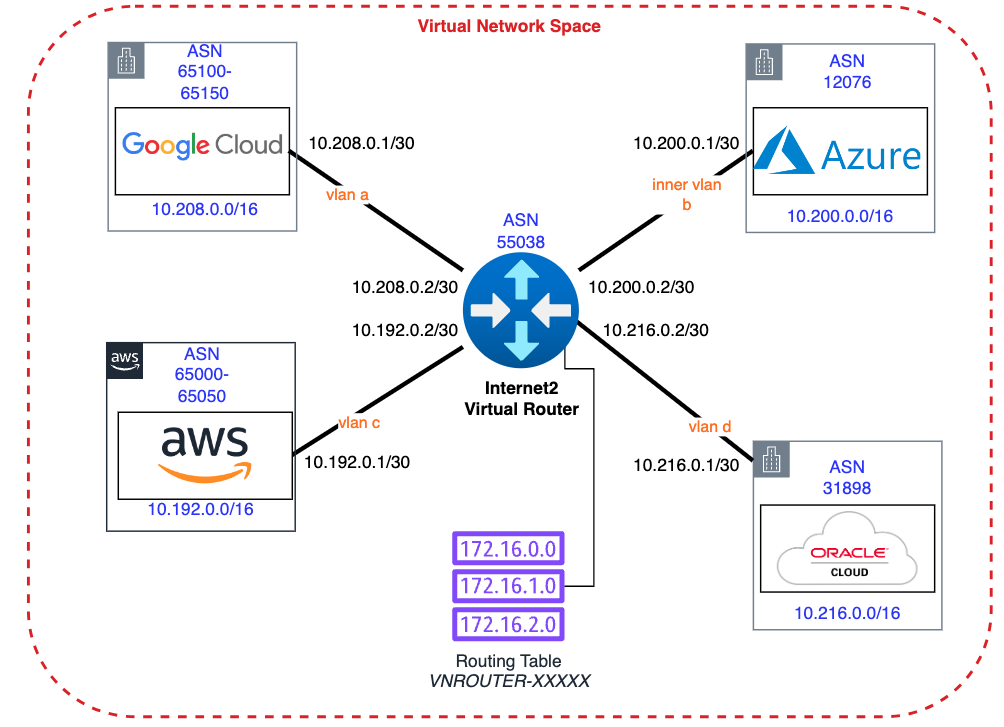 Virtual Network Space
ASN
65100-
65150
Google Cloud
10.208.0.0/16
10.208.0.1/30
vlan a
10.208.0.2/30
ASN
12076
Azure
10.200.0.0/16
10.200.0.1/30
inner vlan
b
10.200.0.2/30
ASN
55038
Internet2
Virtual Router
aws
ASN
65000-
65050
aws
10.192.0.0/16
10.192.0.2/30
vlan c
10.192.0.1/30
10.216.0.2/30
vlan d
10.216.0.1/30
ASN
31898
ORACLE
CLOUD
10.216.0.0/16
172.16.0.0
172.16.1.0
172.16.2.0
Routing Table
VNROUTER-XXXXX